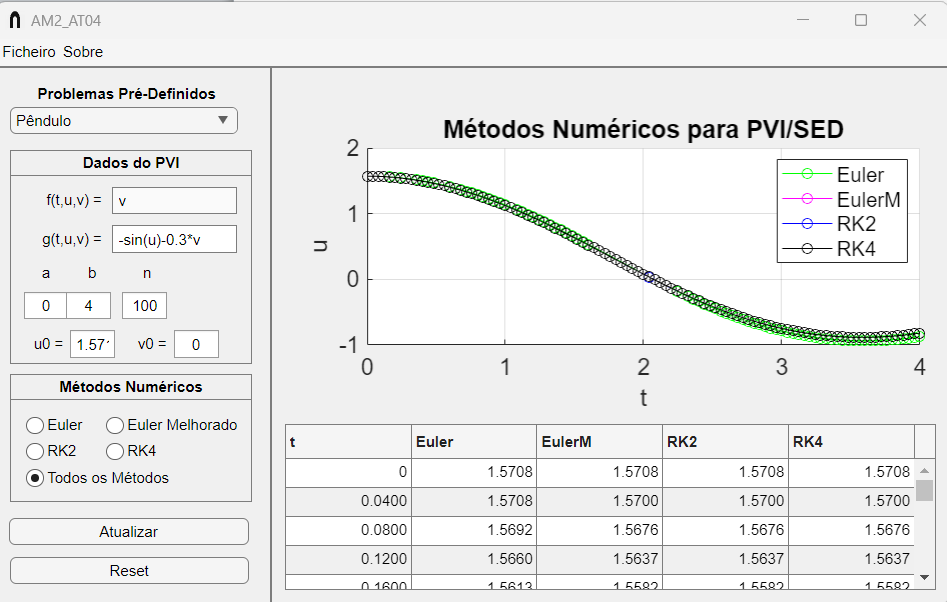 AM2_AT04
Ficheiro Sobre
Problemas Pré-Definidos
Pêndulo
Dados do PVI
f(t,u,v) = v
g(t,u,v) = -sin(u)-0.3*v
a b n
0 4 100
u0 = 1.57 v0 = 0
Métodos Numéricos
Euler Euler Melhorado
RK2 RK4
Todos os Métodos
Atualizar
Reset
Métodos Numéricos para PVI/SED
2
1
0
-1
u
0 1 2 3 4
t
Euler
EulerM
RK2
RK4
t Euler EulerM RK2 RK4
0 1.5708 1.5708 1.5708 1.5708
0.0400 1.5708 1.5700 1.5700 1.5700
0.0800 1.5692 1.5676 1.5676 1.5676
0.1200 1.5660 1.5637 1.5637 1.5637
0.1600 1.5613 1.5582 1.5582 1.5582